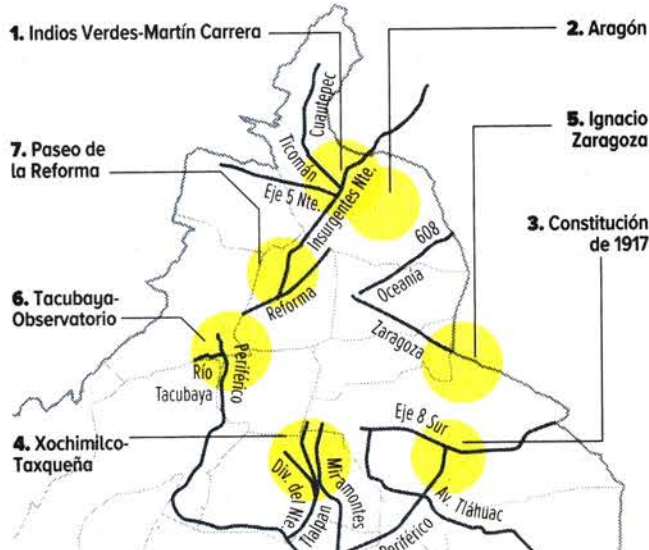 1. Indios Verdes-Martín Carrera
2. Aragón
Cuautepec
5. Ignacio
Zaragoza
Ticomán
7. Paseo de
la Reforma
Eje 5 Nte.
Insurgentes Nte.
608
3. Constitución
de 1917
Oceanía
Reforma
6. Tacubaya-
Observatorio
Zaragoza
Periférico
Río
Tacubaya
Eje 8 Sur
4. Xochimilco-
Taxqueña
Div. del Nte.
Tlalpan
Miramontes
Av. Tláhuac
Periférico